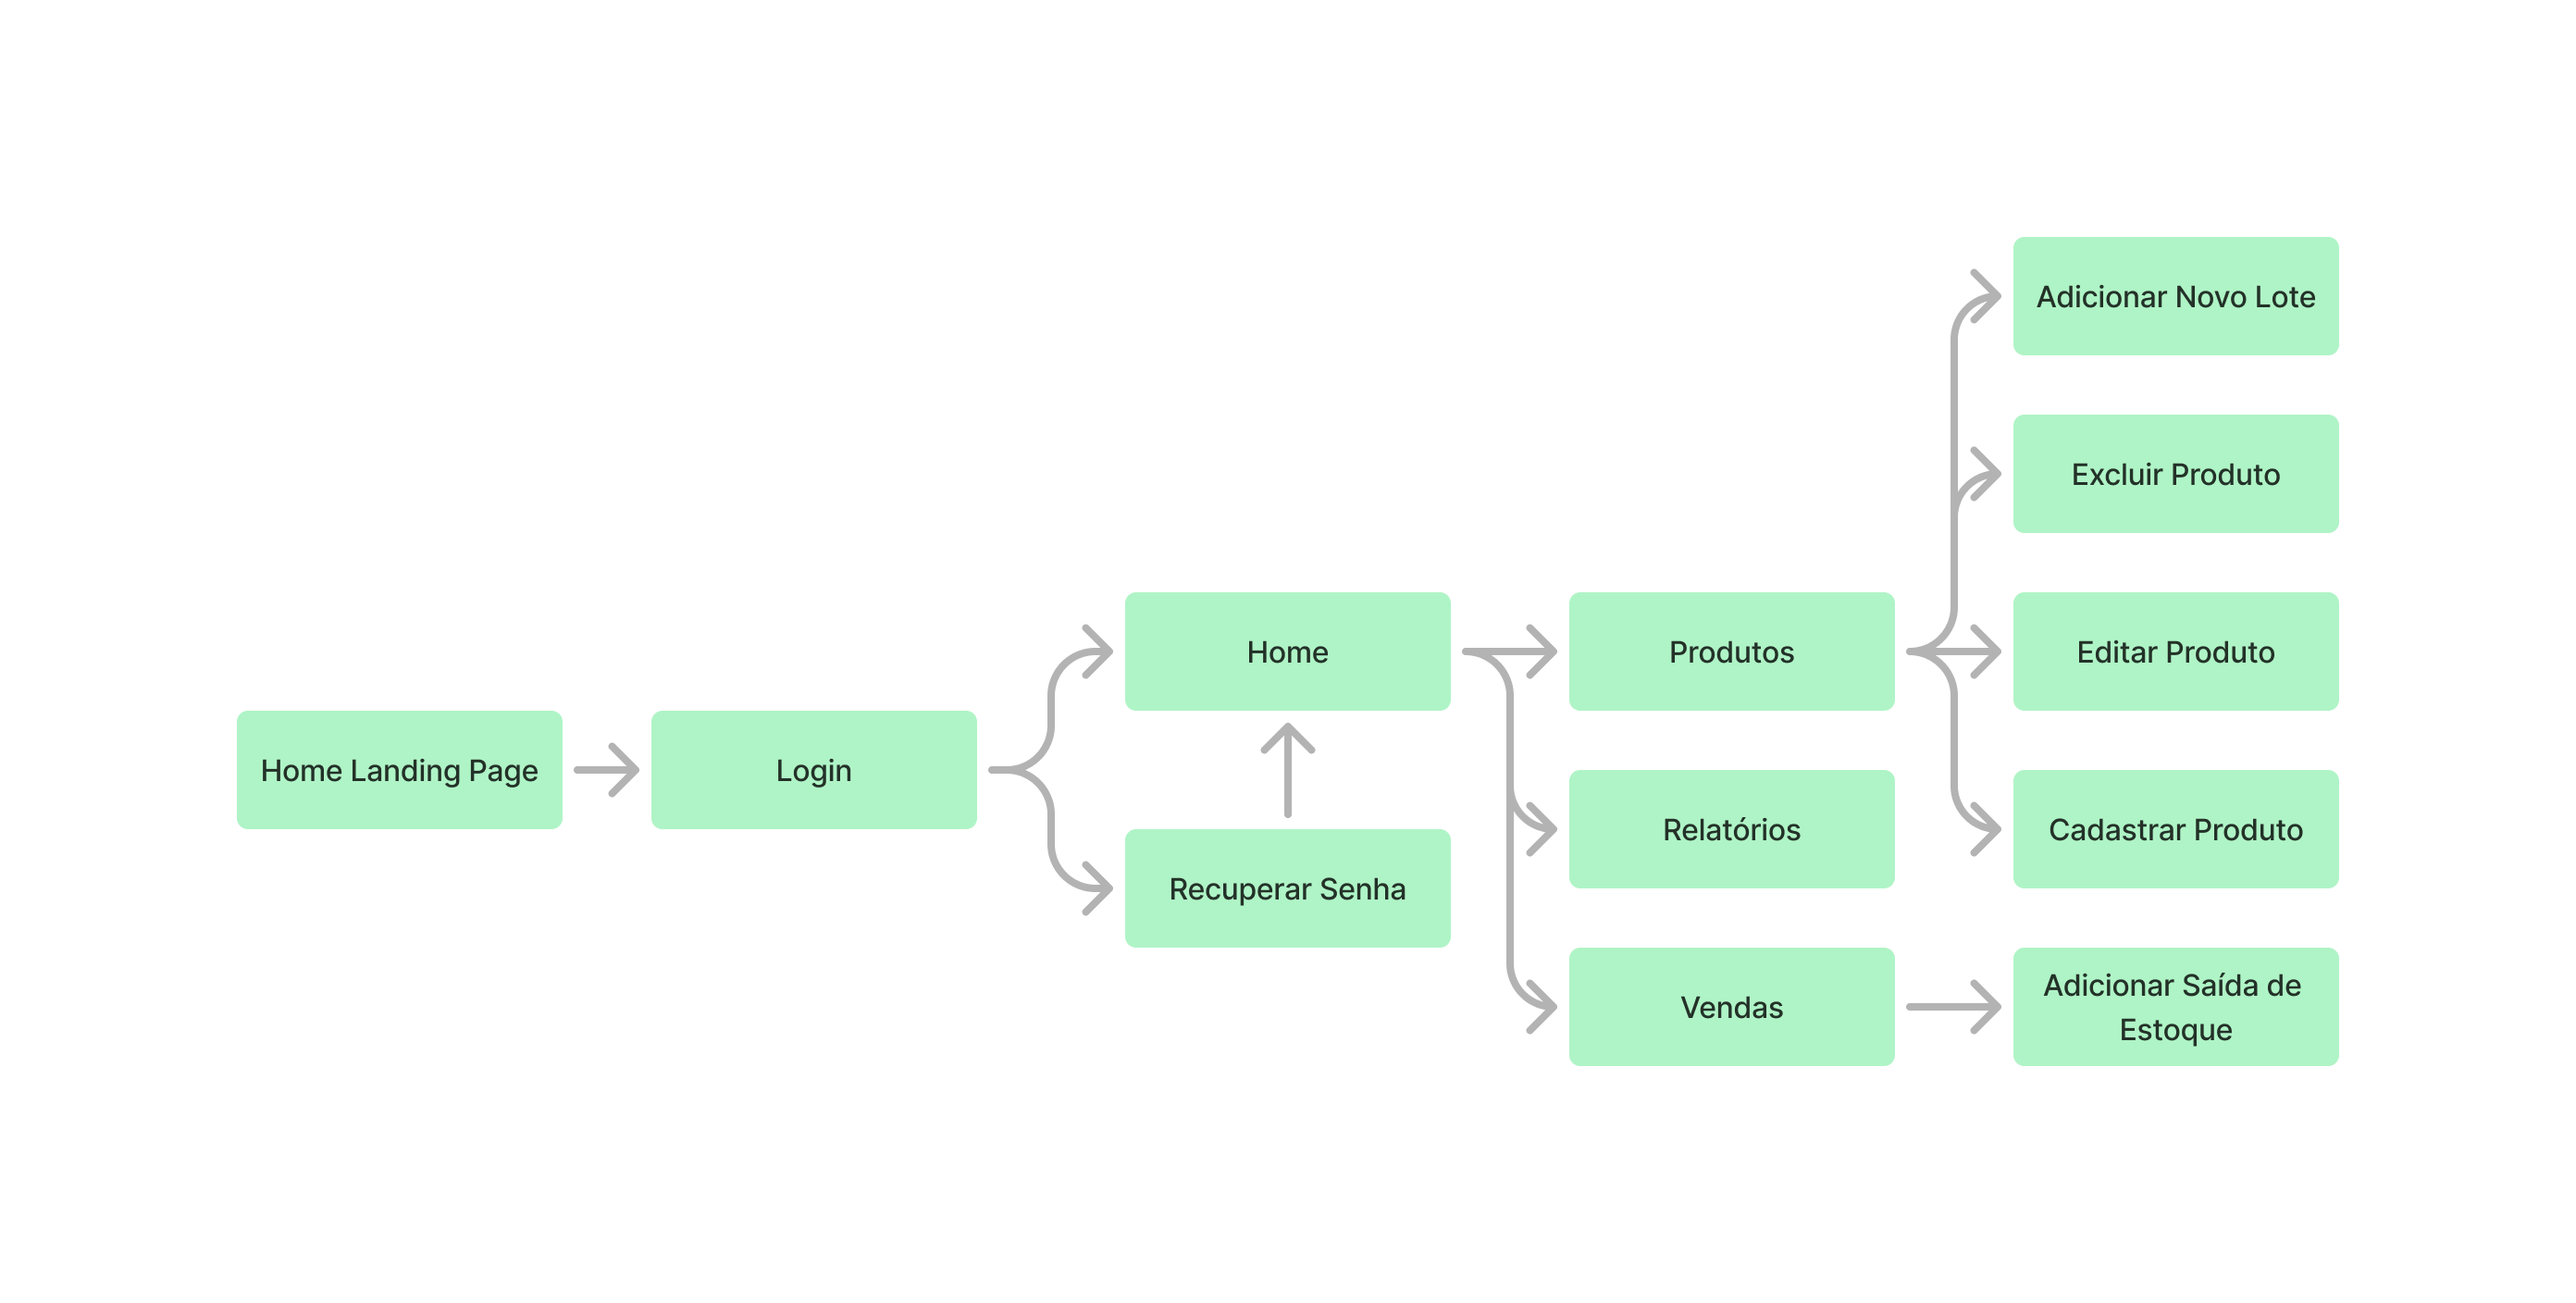 Home Landing Page
Login
Home
Recuperar Senha
Produtos
Relatórios
Vendas
Adicionar Novo Lote
Excluir Produto
Editar Produto
Cadastrar Produto
Adicionar Saída de
Estoque